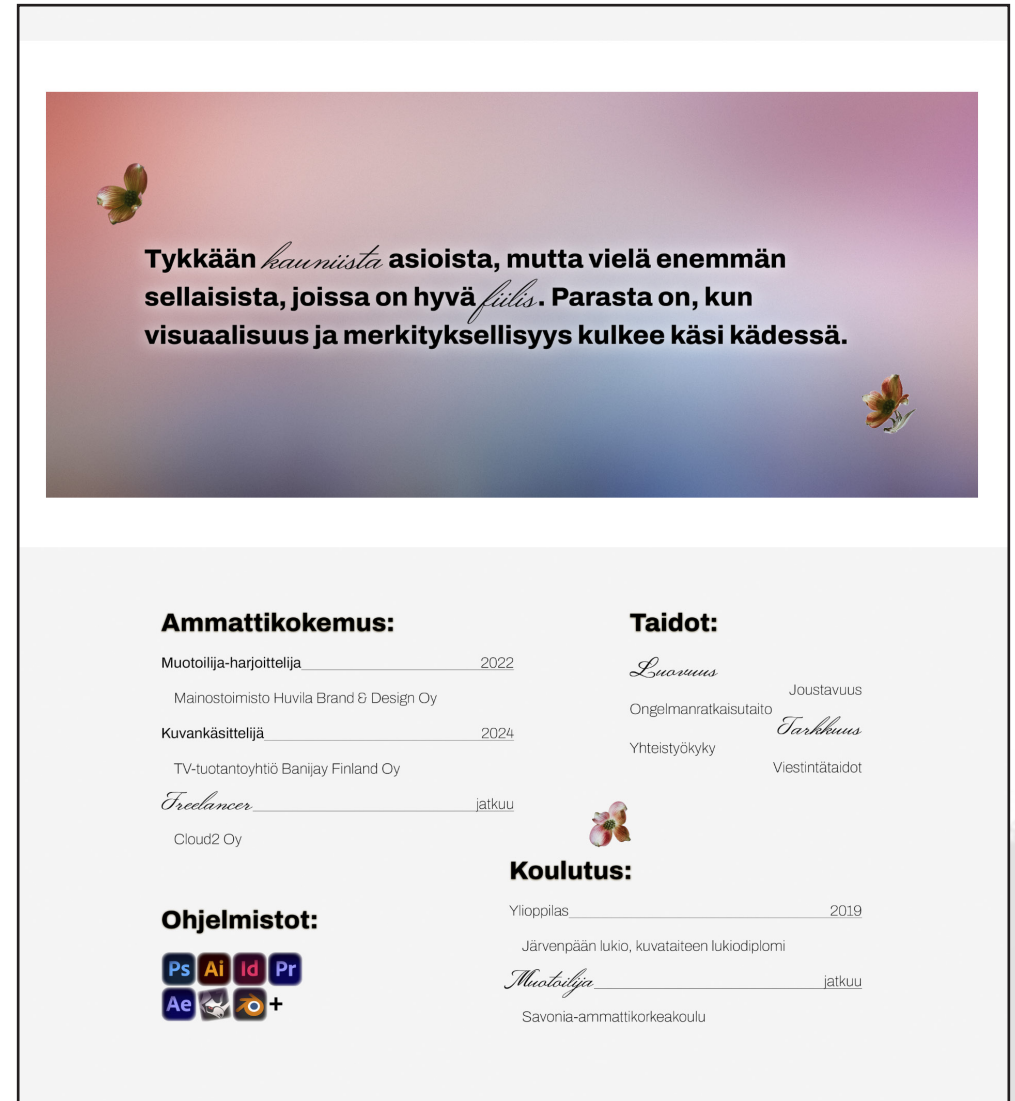 Tykkään kauniista asioista, mutta vielä enemmän
sellaisista, joissa on hyvä fiilis. Parasta on, kun
visuaalisuus ja merkityksellisyys kulkee käsi kädessä.
Ammattikokemus:
Muotoilija-harjoittelija 2022
Mainostoimisto Huvila Brand & Design Oy
Kuvankäsittelijä 2024
TV-tuotantoyhtiö Banijay Finland Oy
Freelancer jatkuu
Cloud2 Oy
Taidot:
Luovuus
Joustavuus
Ongelmanratkaisutaito
Tarkkuus
Yhteistyökyky
Viestintätaidot
Koulutus:
Ylioppilas 2019
Järvenpään lukio, kuvataiteen lukiodiplomi
Muotoilija jatkuu
Savonia-ammattikorkeakoulu
Ohjelmistot:
Ps Ai Id Pr
Ae +